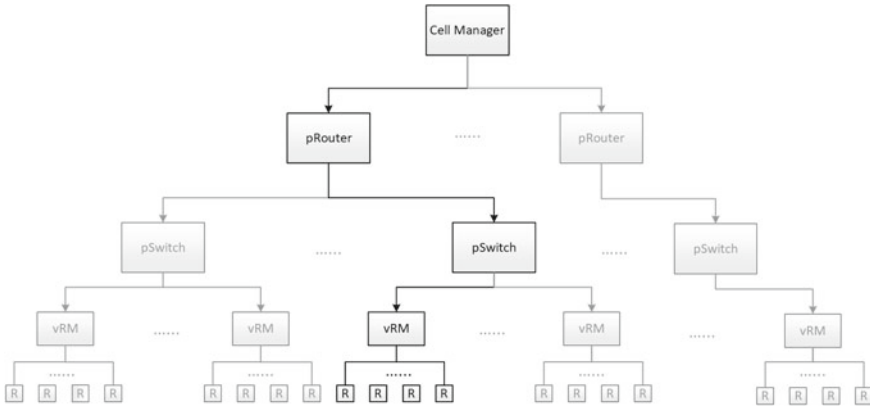 Cell Manager
pRouter ...... pRouter
pSwitch ...... pSwitch ...... pSwitch
vRM ...... vRM vRM ...... vRM ...... vRM
...... ...... ...... ...... ......
R R R R R R R R R R R R R R R R R R R R